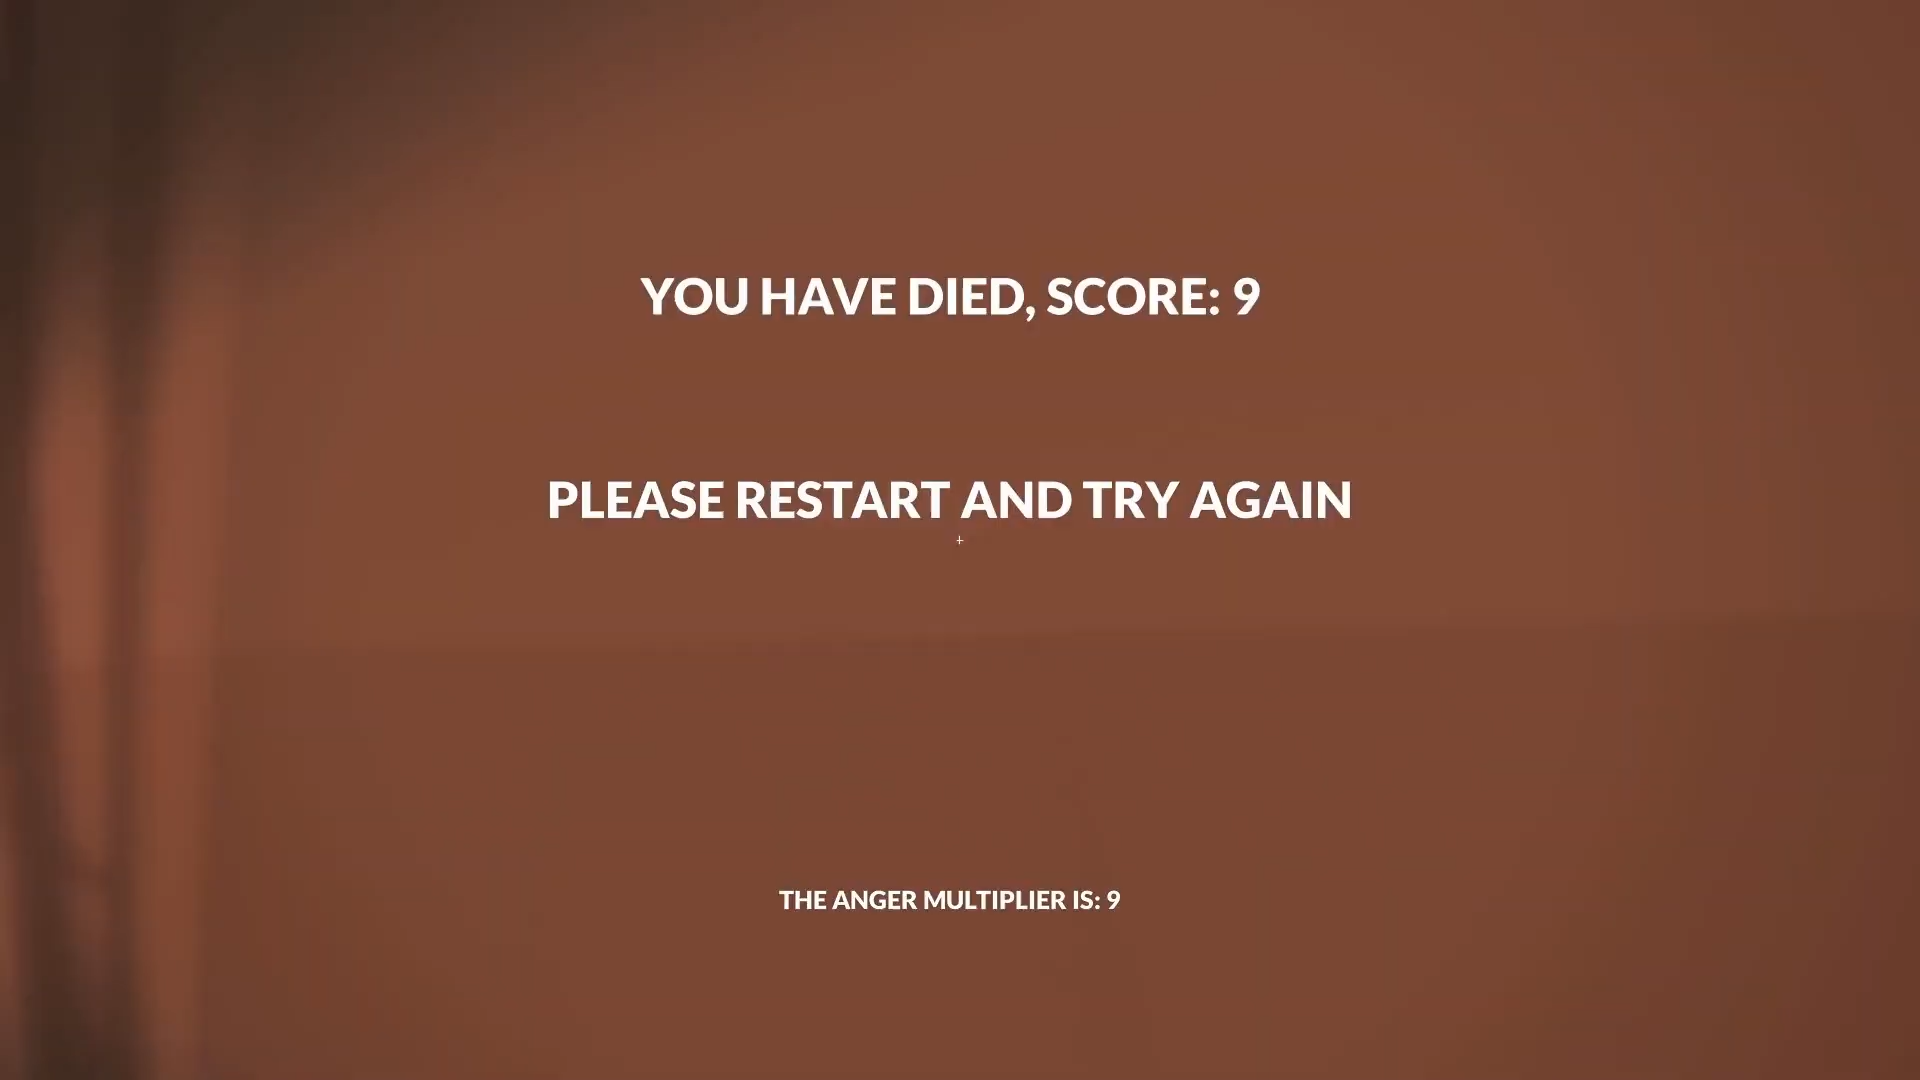 YOU HAVE DIED, SCORE: 9
PLEASE RESTART AND TRY AGAIN
THE ANGER MULTIPLIER IS: 9